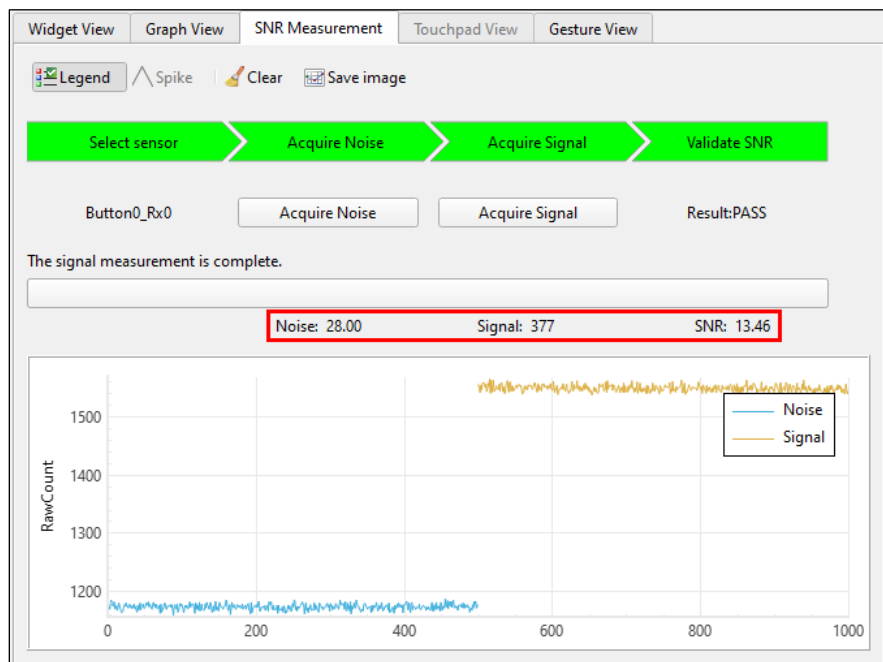 Widget View Graph View SNR Measurement Touchpad View Gesture View
Legend Spike Clear Save image
Select sensor Acquire Noise Acquire Signal Validate SNR
Button0_Rx0 Acquire Noise Acquire Signal Result:PASS
The signal measurement is complete.
Noise: 28.00 Signal: 377 SNR: 13.46
RawCount
1500
1400
1300
1200
0 200 400 600 800 1000
Noise
Signal